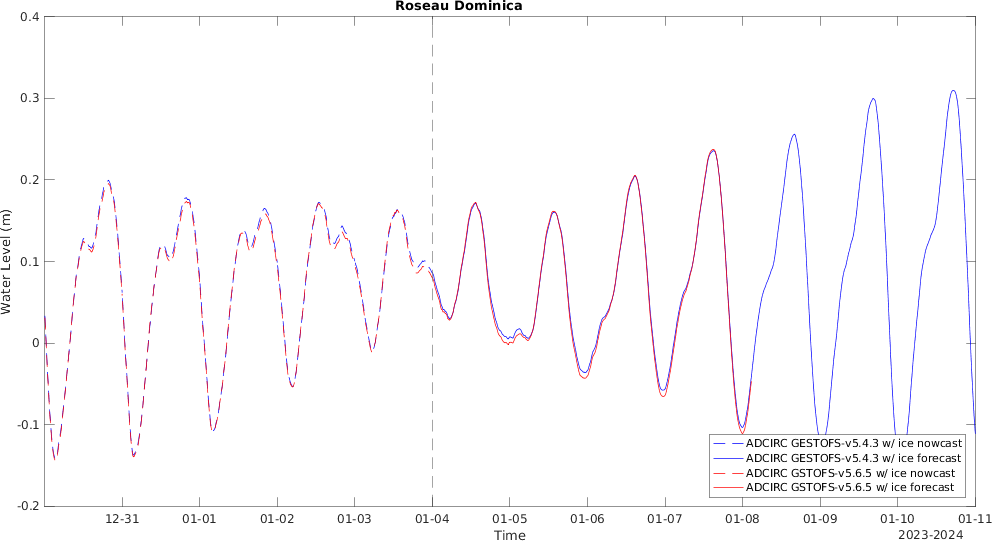 Roseau Dominica
0.4
0.3
0.2
0.1
0
-0.1
-0.2
Water Level (m)
ADCIRC GESTOFS-v5.4.3 w/ ice nowcast
ADCIRC GESTOFS-v5.4.3 w/ ice forecast
ADCIRC GSTOFS-v5.6.5 w/ ice nowcast
ADCIRC GSTOFS-v5.6.5 w/ ice forecast
12-31 01-01 01-02 01-03 01-04 01-05 01-06 01-07 01-08 01-09 01-10 01-11
Time
2023-2024